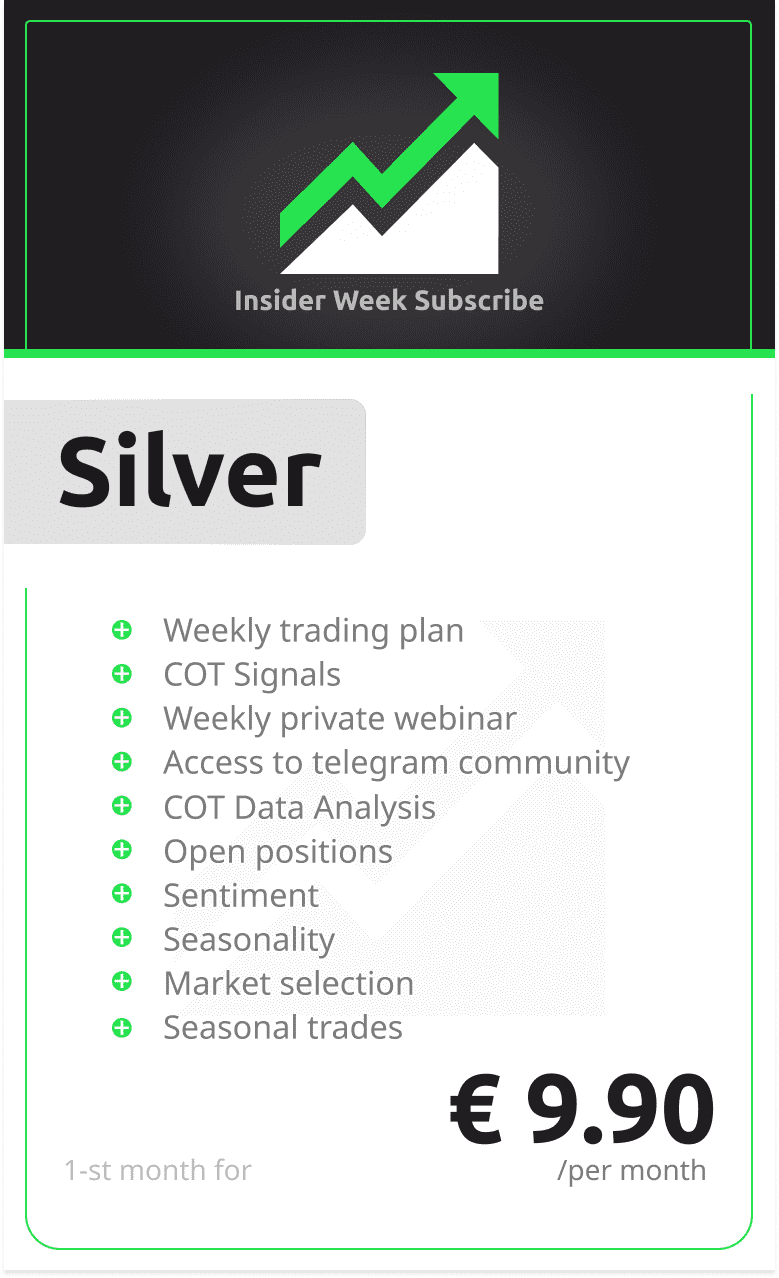 Insider Week Subscribe
Silver
Weekly trading plan
COT Signals
Weekly private webinar
Access to telegram community
COT Data Analysis
Open positions
Sentiment
Seasonality
Market selection
Seasonal trades
€ 9.90
1-st month for /per month